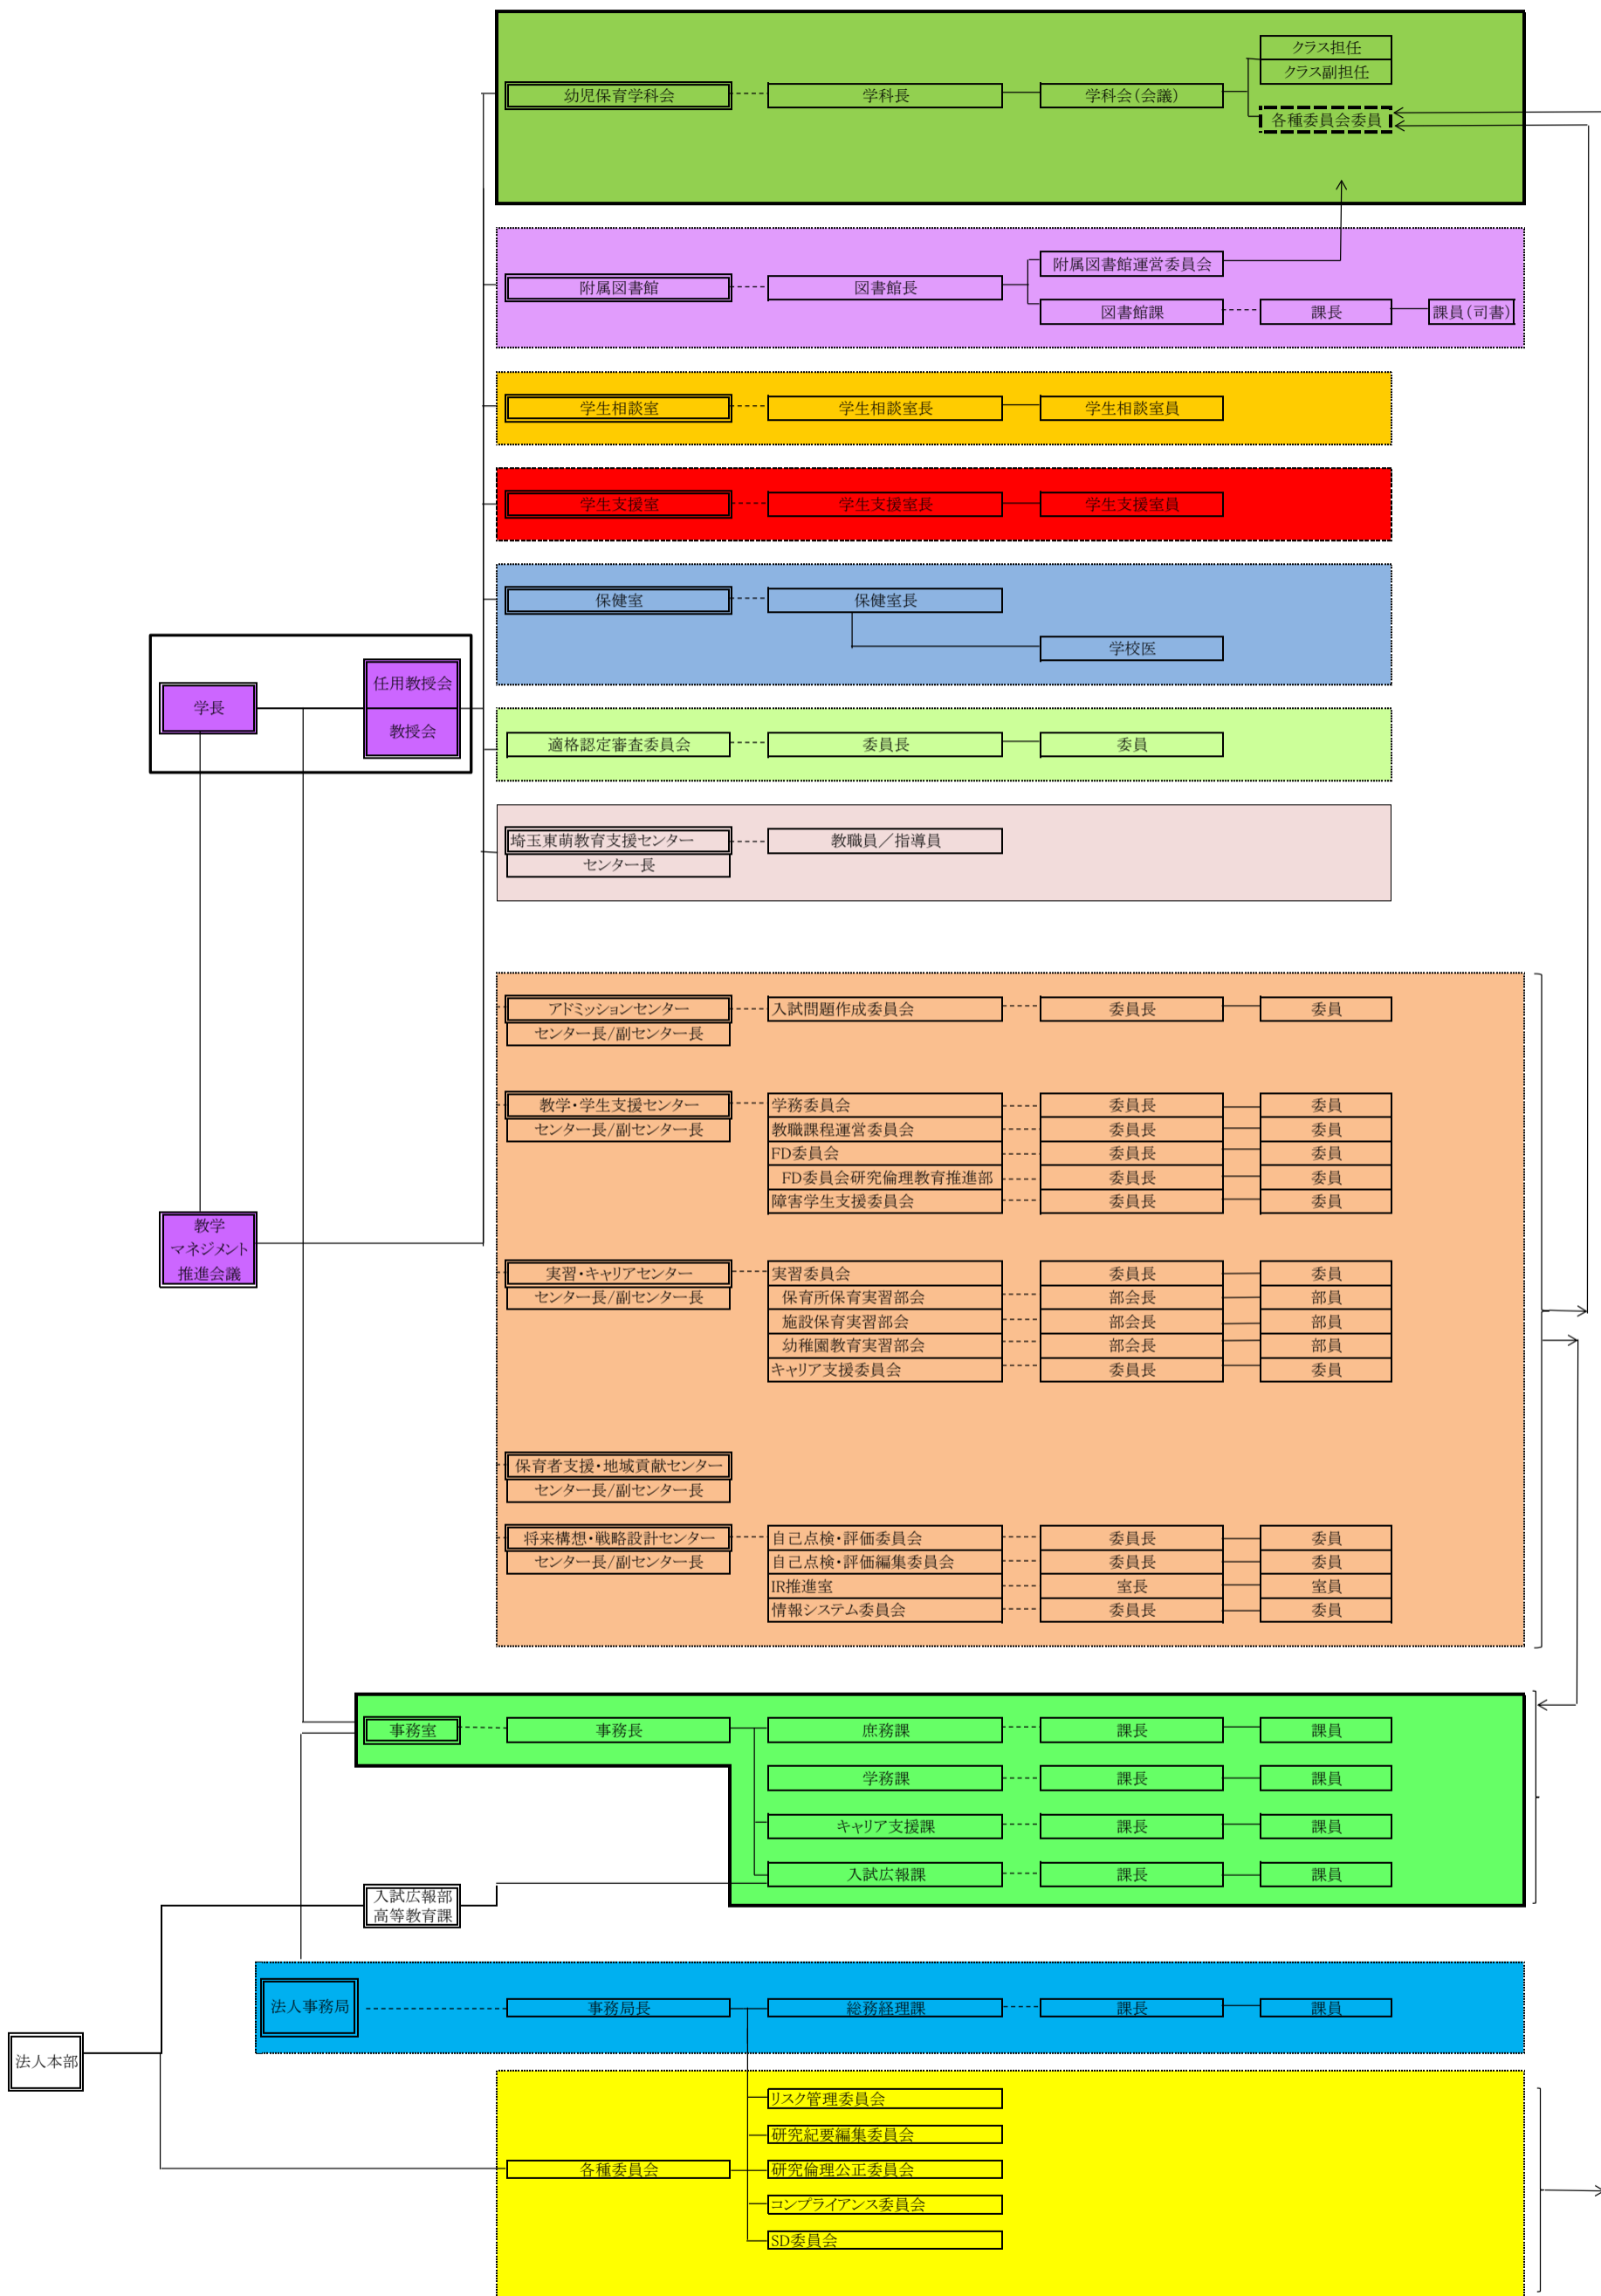 クラス担任
クラス副担任
幼児保育学科会
学科長
学科会(会議)
各種委員会委員
附属図書館運営委員会
附属図書館
図書館長
図書館課
課長
課員(司書)
学生相談室
学生相談室長
学生相談室員
学生支援室
学生支援室長
学生支援室員
保健室
保健室長
学校医
学長
任用教授会
教授会
適格認定審査委員会
委員長
委員
埼玉東萌教育支援センター
教職員/指導員
センター長
アドミッションセンター
入試問題作成委員会
委員長
委員
センター長/副センター長
教学・学生支援センター
学務委員会
委員長
委員
センター長/副センター長
教職課程運営委員会
委員長
委員
FD委員会
委員長
委員
FD委員会研究倫理教育推進部
委員長
委員
障害学生支援委員会
委員長
委員
教学
マネジメント
推進会議
実習・キャリアセンター
実習委員会
委員長
委員
センター長/副センター長
保育所保育実習部会
部会長
部員
施設保育実習部会
部会長
部員
幼稚園教育実習部会
部会長
部員
キャリア支援委員会
委員長
委員
保育者支援・地域貢献センター
センター長/副センター長
将来構想・戦略設計センター
自己点検・評価委員会
委員長
委員
センター長/副センター長
自己点検・評価編集委員会
委員長
委員
IR推進室
室長
室員
情報システム委員会
委員長
委員
事務室
事務長
庶務課
課長
課員
学務課
課長
課員
キャリア支援課
課長
課員
入試広報課
課長
課員
入試広報部
高等教育課
法人事務局
事務局長
総務経理課
課長
課員
法人本部
リスク管理委員会
研究紀要編集委員会
各種委員会
研究倫理公正委員会
コンプライアンス委員会
SD委員会